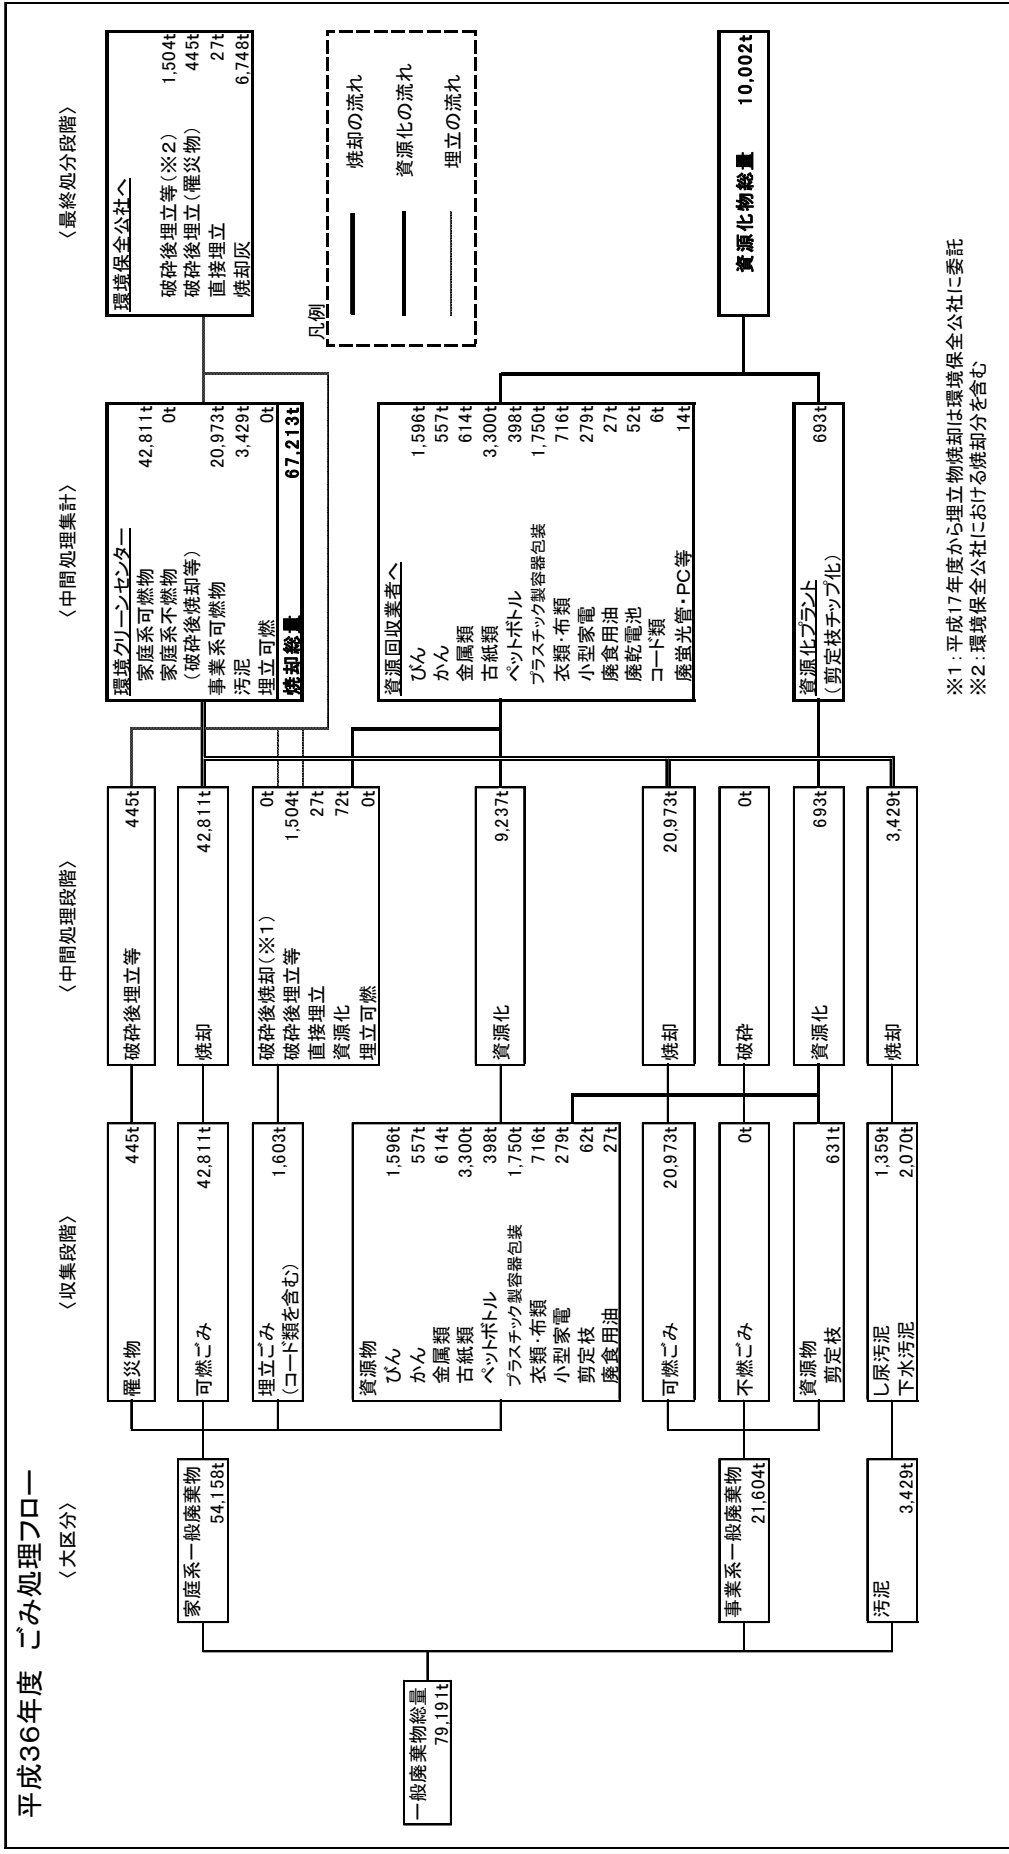 平成36年度 ごみ処理フロー
〈大区分〉
〈収集段階〉
〈中間処理段階〉
〈中間処理集計〉
〈最終処分段階〉
一般廃棄物総量
79,191t
家庭系一般廃棄物
54,158t
事業系一般廃棄物
21,604t
汚泥
3,429t
罹災物
445t
可燃ごみ
42,811t
埋立ごみ
(コード類を含む)
1,603t
資源物
びん 1,596t
かん 557t
金属類 614t
古紙類 3,300t
ペットボトル 398t
プラスチック製容器包装 1,750t
衣類・布類 716t
小型家電 279t
剪定枝 62t
廃食用油 27t
可燃ごみ
20,973t
不燃ごみ
0t
資源物
剪定枝 631t
し尿汚泥 1,359t
下水汚泥 2,070t
破砕後埋立等
445t
焼却
42,811t
破砕後焼却(※1) 0t
破砕後埋立等 1,504t
直接埋立 27t
資源化 72t
埋立可燃 0t
資源化
9,237t
焼却
20,973t
破砕
0t
資源化
693t
焼却
3,429t
環境クリーンセンター
家庭系可燃物 42,811t
家庭系不燃物 0t
(破砕後焼却等)
事業系可燃物 20,973t
汚泥 3,429t
埋立可燃 0t
焼却総量 67,213t
資源回収業者へ
びん 1,596t
かん 557t
金属類 614t
古紙類 3,300t
ペットボトル 398t
プラスチック製容器包装 1,750t
衣類・布類 716t
小型家電 279t
廃食用油 27t
廃乾電池 52t
コード類 6t
廃蛍光管・PC等 14t
資源化プラント
(剪定枝チップ化) 693t
環境保全公社へ
破砕後埋立等(※2) 1,504t
破砕後埋立(罹災物) 445t
直接埋立 27t
焼却灰 6,748t
凡例
焼却の流れ
資源化の流れ
埋立の流れ
資源化物総量 10,002t
※1:平成17年度から埋立物焼却は環境保全公社に委託
※2:環境保全公社における焼却分を含む